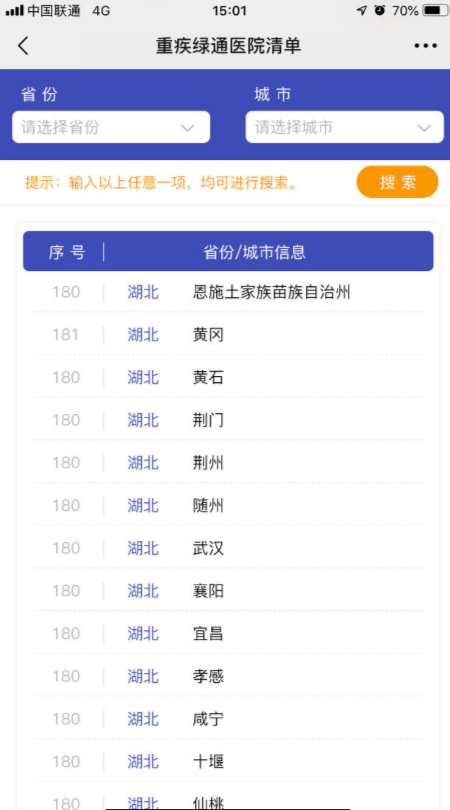 中国联通 4G 15:01 70%
重疾绿通医院清单
省份 城市
请选择省份 请选择城市
提示：输入以上任意一项，均可进行搜索。 搜索
序号 省份/城市信息
180 湖北 恩施土家族苗族自治州
181 湖北 黄冈
180 湖北 黄石
180 湖北 荆门
180 湖北 荆州
180 湖北 随州
180 湖北 武汉
180 湖北 襄阳
180 湖北 宜昌
180 湖北 孝感
180 湖北 咸宁
180 湖北 十堰
180 湖北 仙桃